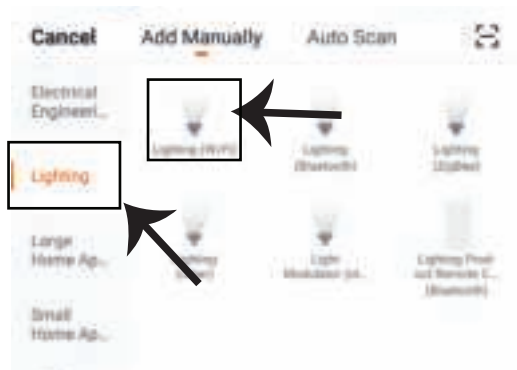 Cancel Add Manually Auto Scan
Electrical
Engineeri...
Lighting
Large
Home Ap...
Small
Home Ap...
Lighting (Wi-Fi)
Lighting
(Bluetooth)
Lighting
(ZigBee)
Lighting
Light